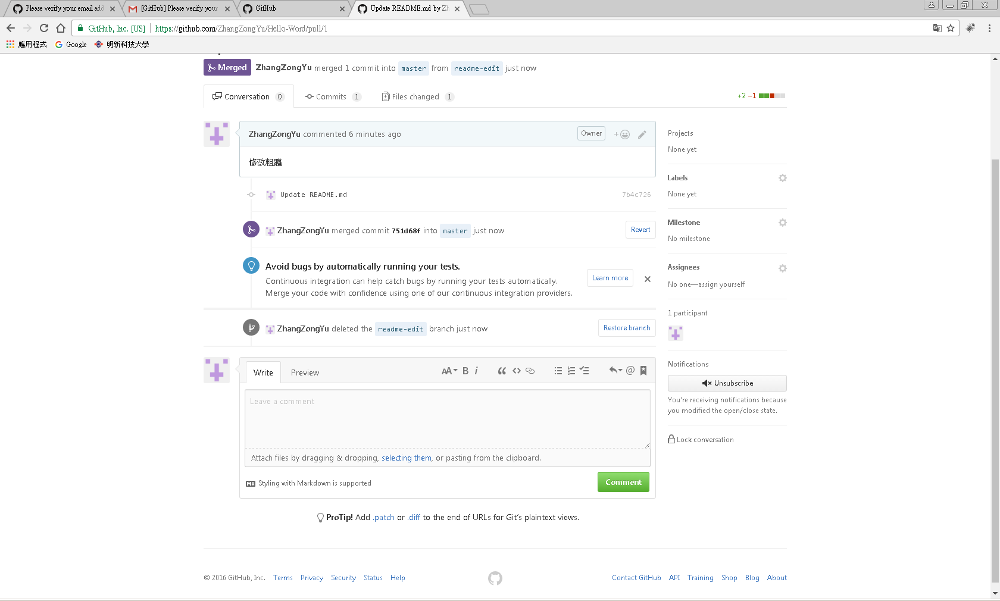 Please verify your email add
[GitHub] Please verify your
GitHub
Update README.md by Zh
GitHub, Inc. [US]
https://github.com/ZhangZongYu/Hello-Word/pull/1
應用程式
Google
明新科技大學
Merged
ZhangZongYu merged 1 commit into master from readme-edit just now
Conversation 0
Commits 1
Files changed 1
+2 −1
ZhangZongYu commented 6 minutes ago
Owner
修改粗體
Update README.md
7b4c726
ZhangZongYu merged commit 751d68f into master just now
Revert
Avoid bugs by automatically running your tests.
Continuous integration can help catch bugs by running your tests automatically.
Merge your code with confidence using one of our continuous integration providers.
Learn more
ZhangZongYu deleted the readme-edit branch just now
Restore branch
Write
Preview
AA
B
i
Leave a comment
Attach files by dragging & dropping, selecting them, or pasting from the clipboard.
Styling with Markdown is supported
Comment
ProTip! Add .patch or .diff to the end of URLs for Git's plaintext views.
Projects
None yet
Labels
None yet
Milestone
No milestone
Assignees
No one—assign yourself
1 participant
Notifications
Unsubscribe
You're receiving notifications because
you modified the open/close state.
Lock conversation
© 2016 GitHub, Inc.
Terms
Privacy
Security
Status
Help
Contact GitHub
API
Training
Shop
Blog
About